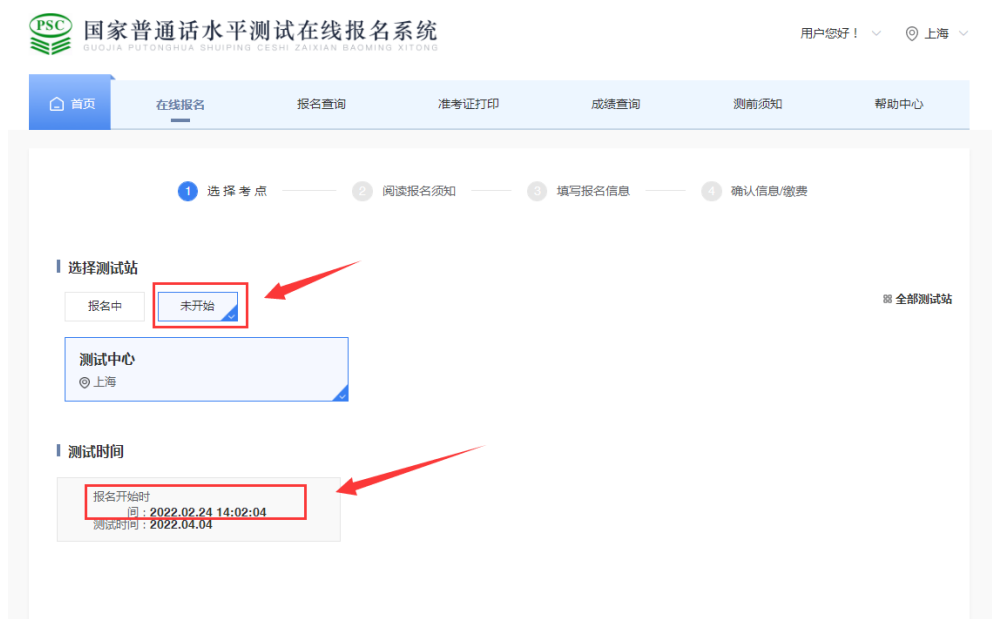 PSC
国家普通话水平测试在线报名系统
GUOJIA PUTONGHUA SHUIPING CESHI ZAIXIAN BAOMING XITONG
用户您好！ 上海
首页 在线报名 报名查询 准考证打印 成绩查询 测前须知 帮助中心
1 选择考点 2 阅读报名须知 3 填写报名信息 4 确认信息/缴费
选择测试站
报名中 未开始 全部测试站
测试中心
上海
测试时间
报名开始时
间：2022.02.24 14:02:04
测试时间：2022.04.04